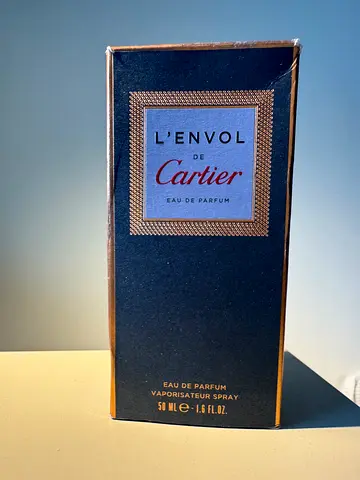 L'ENVOL
DE
Cartier
EAU DE PARFUM
EAU DE PARFUM
VAPORISATEUR SPRAY
50 ML ℮ - 1.6 FL.OZ.